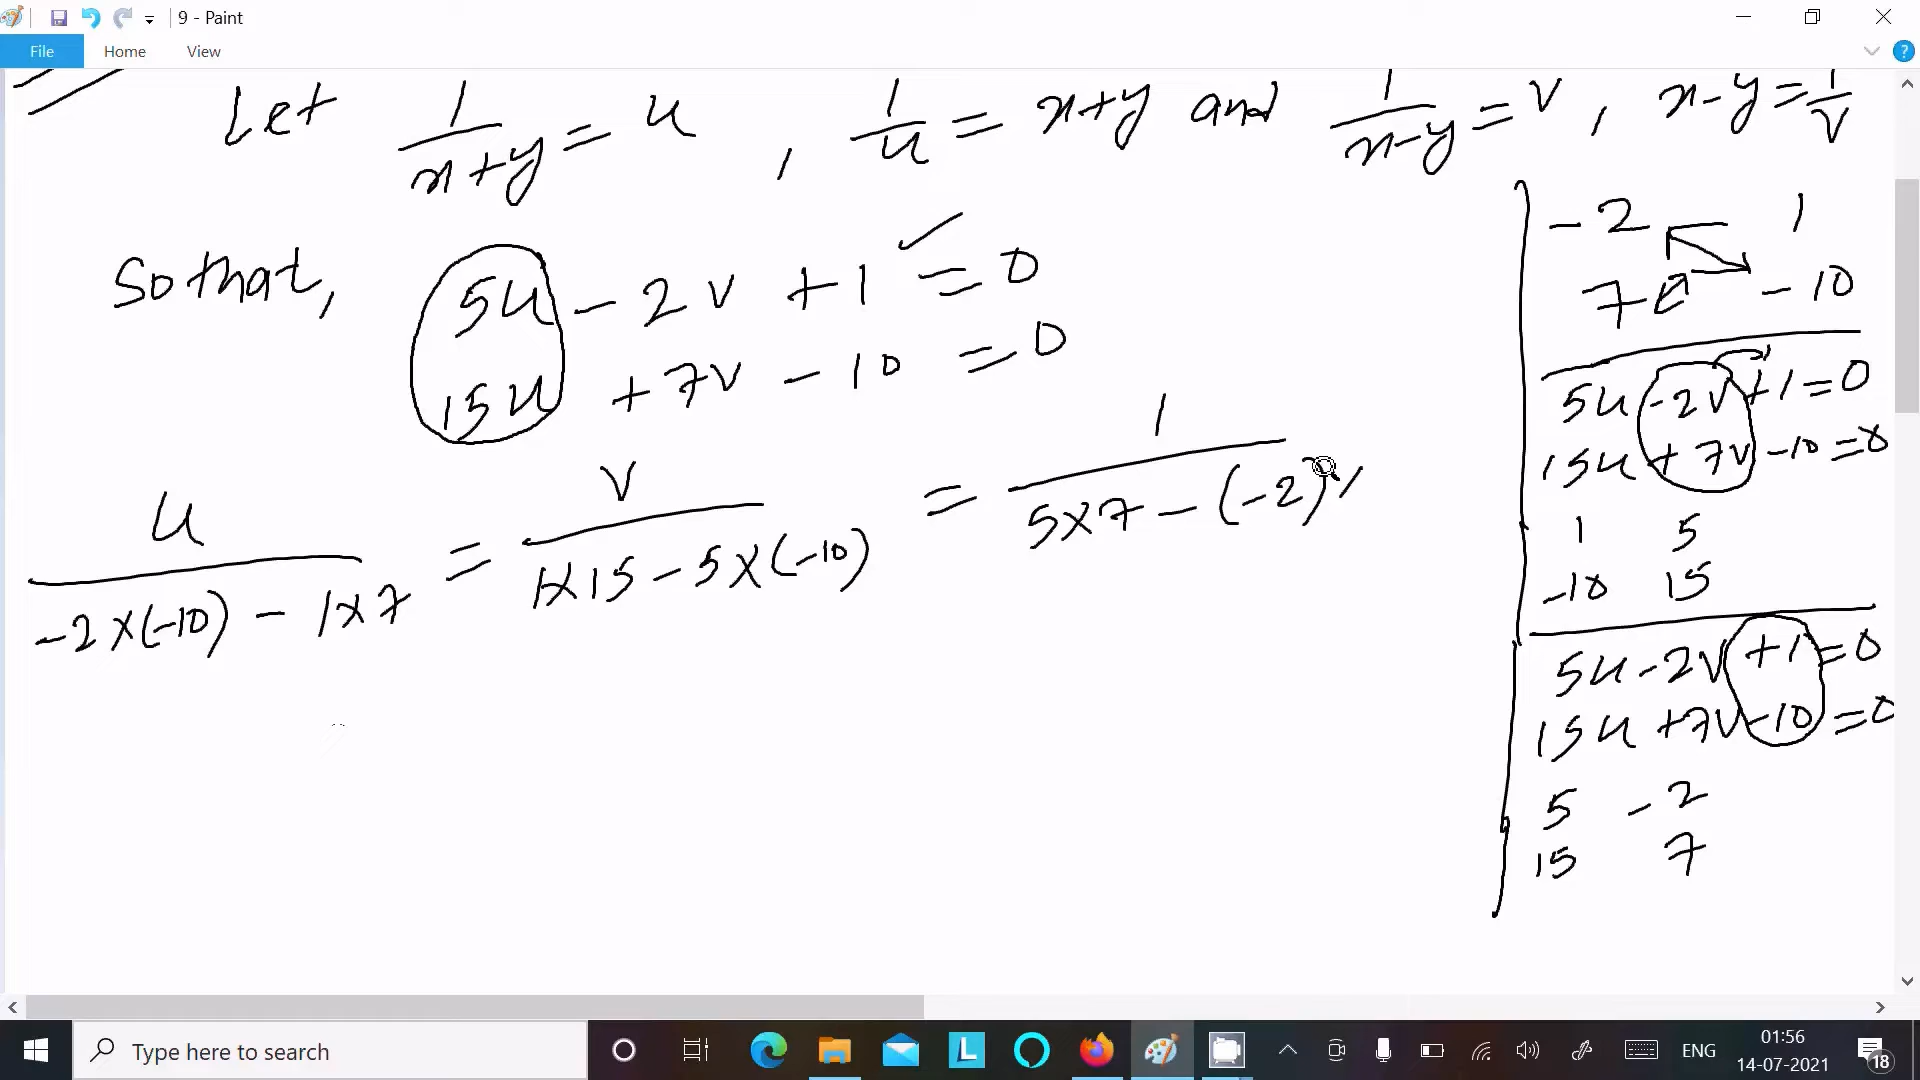 9 - Paint
File Home View
Let 1/(x+y) = u , 1/u = x+y and 1/(x-y) = v , x-y = 1/v
So that, 5u - 2v + 1 = 0
15u + 7v - 10 = 0
u/(-2×(-10) - 1×7) = v/(1×15 - 5×(-10)) = 1/(5×7 - (-2)
-2 1
7 -10
5u -2v +1 = 0
15u + 7v -10 = 0
1 5
-10 15
5u -2v +1 = 0
15u +7v -10 = 0
5 -2
15 7
Type here to search
L
ENG
01:56
14-07-2021
18